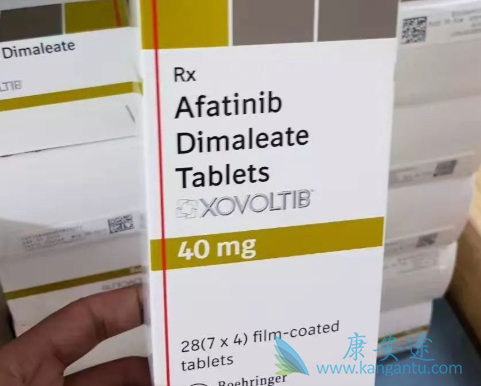 Dimaleate
Rx
Afatinib
Dimaleate
Tablets
XOVOLTIB
40 mg
28(7 x 4) film-coated
tablets
Boehringer
康安途
www.kangantu.com